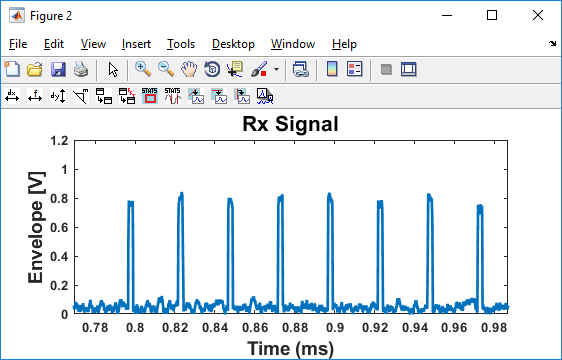 Figure 2
File Edit View Insert Tools Desktop Window Help
dx f dy STATS STATS
Rx Signal
Envelope [V]
1.2
1
0.8
0.6
0.4
0.2
0
0.78 0.8 0.82 0.84 0.86 0.88 0.9 0.92 0.94 0.96 0.98
Time (ms)